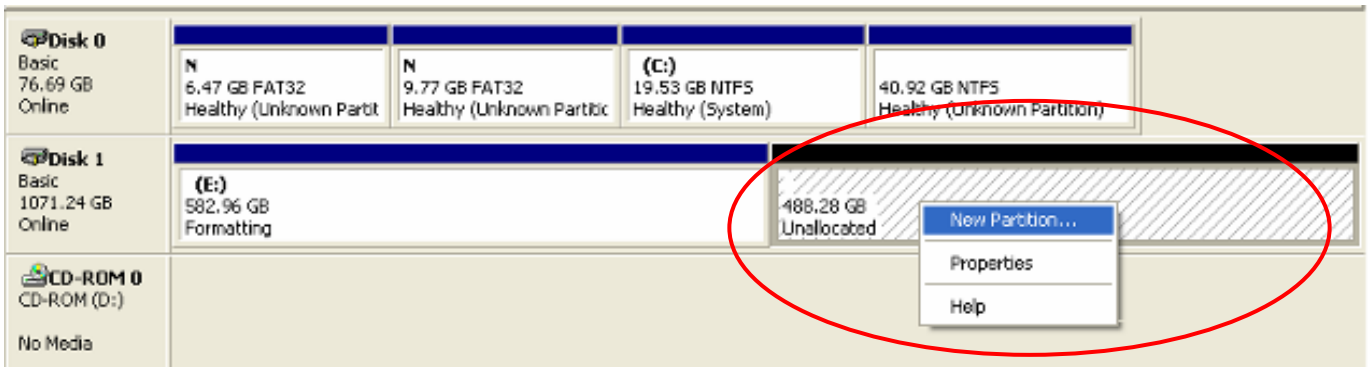 Disk 0
Basic
76.69 GB
Online
N
6.47 GB FAT32
Healthy (Unknown Partit
N
9.77 GB FAT32
Healthy (Unknown Partitic
(C:)
19.53 GB NTFS
Healthy (System)
40.92 GB NTFS
Healthy (Unknown Partition)
Disk 1
Basic
1071.24 GB
Online
(E:)
582.96 GB
Formatting
488.28 GB
Unallocated
New Partition...
Properties
Help
CD-ROM 0
CD-ROM (D:)
No Media